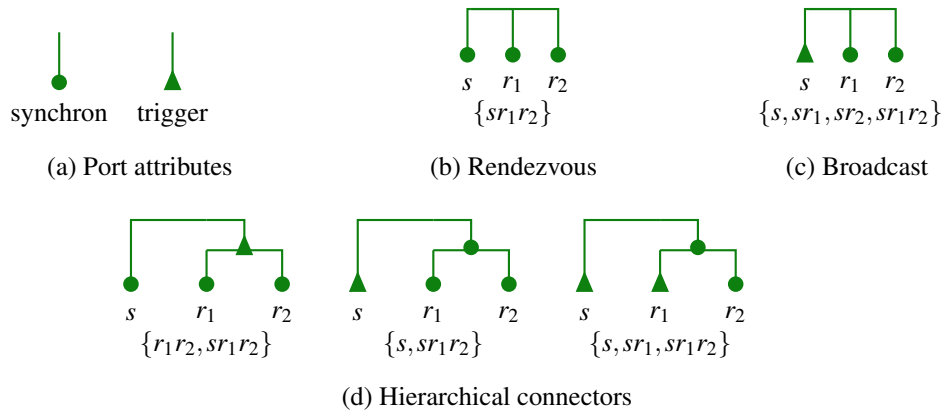 synchron trigger
(a) Port attributes
s r₁ r₂
{sr₁r₂}
(b) Rendezvous
s r₁ r₂
{s, sr₁, sr₂, sr₁r₂}
(c) Broadcast
s r₁ r₂
{r₁r₂, sr₁r₂}
s r₁ r₂
{s, sr₁r₂}
s r₁ r₂
{s, sr₁, sr₁r₂}
(d) Hierarchical connectors